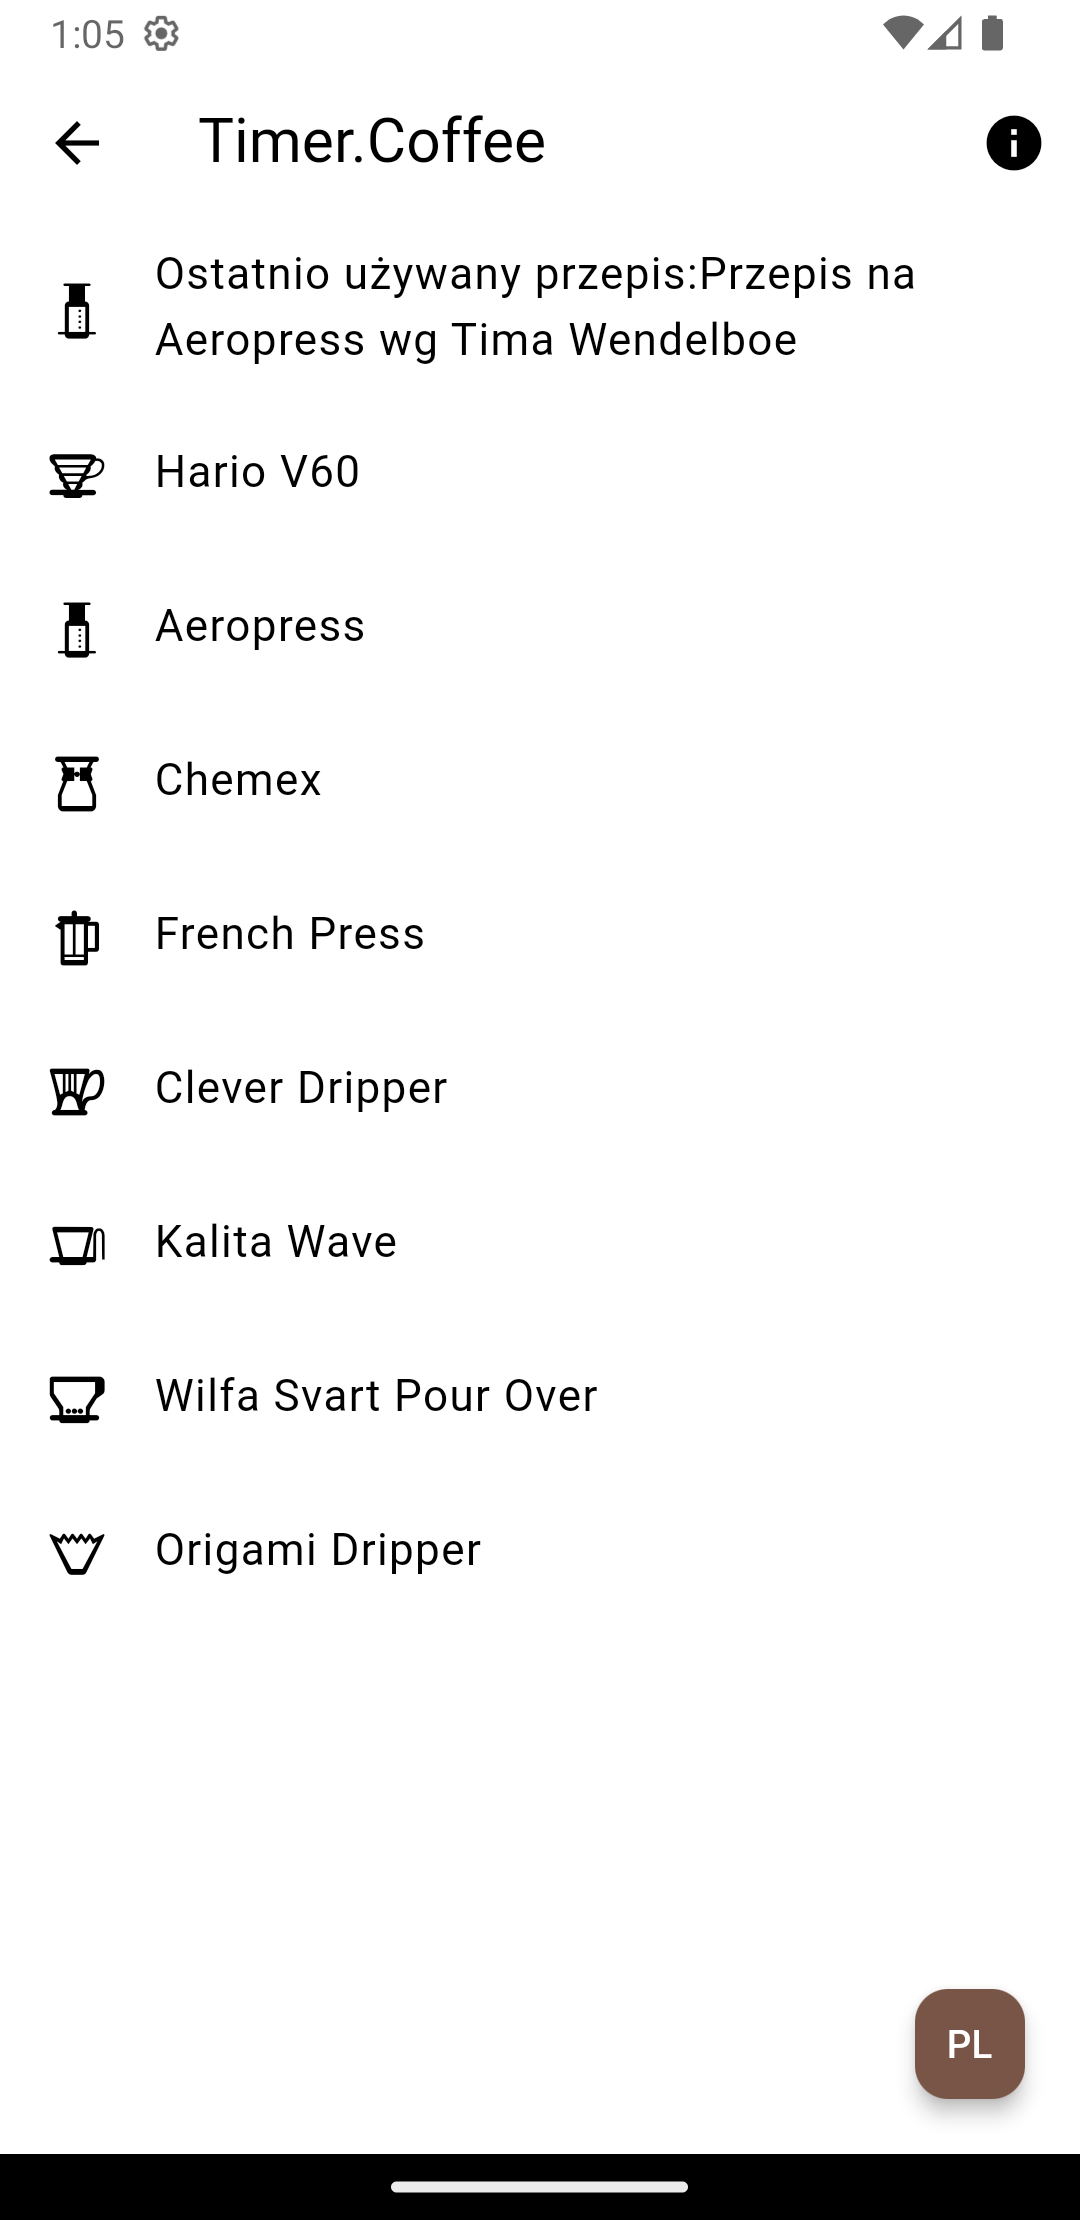 1:05
Timer.Coffee
Ostatnio używany przepis:Przepis na
Aeropress wg Tima Wendelboe
Hario V60
Aeropress
Chemex
French Press
Clever Dripper
Kalita Wave
Wilfa Svart Pour Over
Origami Dripper
PL